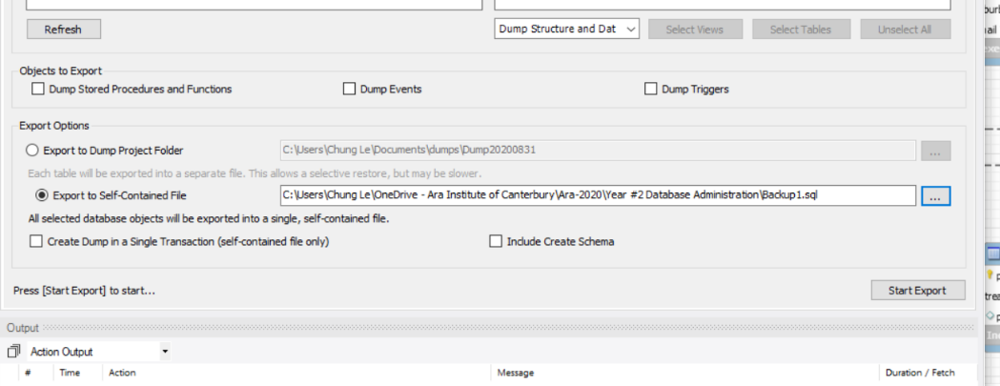 Refresh
Dump Structure and Dat
Select Views
Select Tables
Unselect All
Objects to Export
Dump Stored Procedures and Functions
Dump Events
Dump Triggers
Export Options
Export to Dump Project Folder
C:\Users\Chung Le\Documents\dumps\Dump20200831
...
Each table will be exported into a separate file. This allows a selective restore, but may be slower.
Export to Self-Contained File
C:\Users\Chung Le\OneDrive - Ara Institute of Canterbury\Ara-2020\Year #2 Database Administration\Backup1.sql
...
All selected database objects will be exported into a single, self-contained file.
Create Dump in a Single Transaction (self-contained file only)
Include Create Schema
Press [Start Export] to start...
Start Export
Output
Action Output
# Time Action Message Duration / Fetch